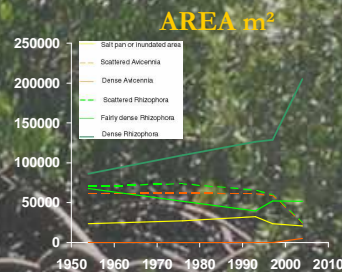 AREA m²
250000
200000
150000
100000
50000
0
1950 1960 1970 1980 1990 2000 2010
Salt pan or inundated area
Scattered Avicennia
Dense Avicennia
Scattered Rhizophora
Fairly dense Rhizophora
Dense Rhizophora